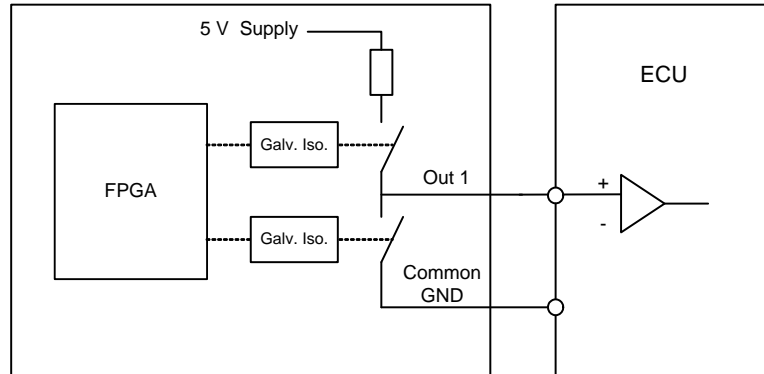 5 V Supply
ECU
Galv. Iso.
FPGA
Out 1
+
-
Galv. Iso.
Common
GND